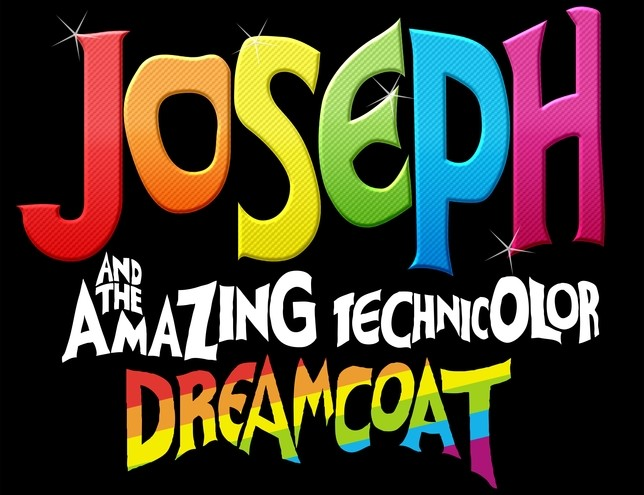 JOSEPH
AND
THE
AMAZING TECHNICOLOR
DREAMCOAT